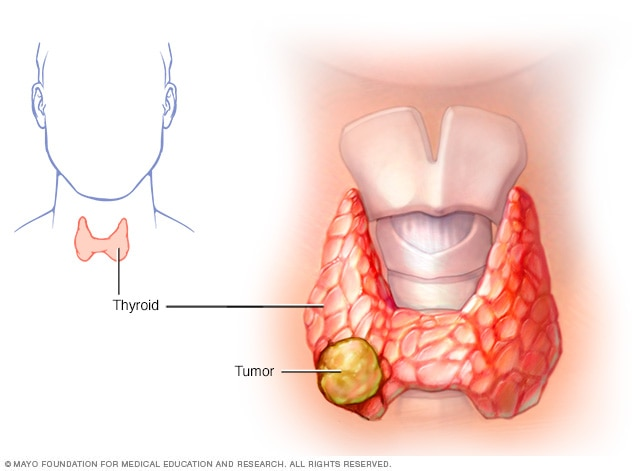 Thyroid
Tumor
© MAYO FOUNDATION FOR MEDICAL EDUCATION AND RESEARCH. ALL RIGHTS RESERVED.